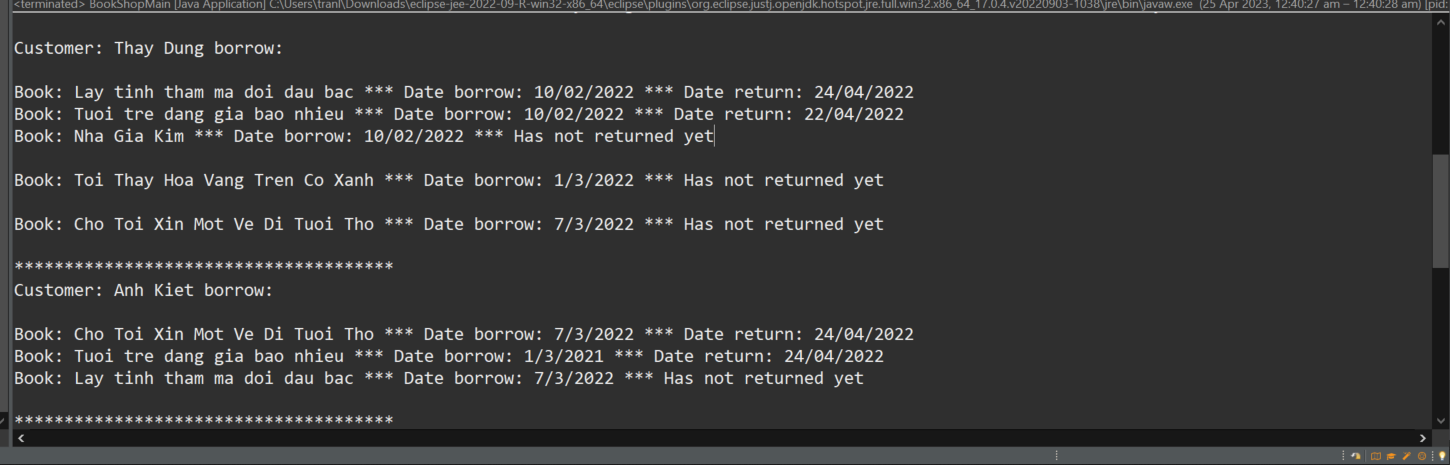 <terminated> BookShopMain [Java Application] C:\Users\tranl\Downloads\eclipse-jee-2022-09-R-win32-x86_64\eclipse\plugins\org.eclipse.justj.openjdk.hotspot.jre.full.win32.x86_64_17.0.4.v20220903-1038\jre\bin\javaw.exe (25 Apr 2023, 12:40:27 am – 12:40:28 am) [pid:
Customer: Thay Dung borrow:
Book: Lay tinh tham ma doi dau bac *** Date borrow: 10/02/2022 *** Date return: 24/04/2022
Book: Tuoi tre dang gia bao nhieu *** Date borrow: 10/02/2022 *** Date return: 22/04/2022
Book: Nha Gia Kim *** Date borrow: 10/02/2022 *** Has not returned yet
Book: Toi Thay Hoa Vang Tren Co Xanh *** Date borrow: 1/3/2022 *** Has not returned yet
Book: Cho Toi Xin Mot Ve Di Tuoi Tho *** Date borrow: 7/3/2022 *** Has not returned yet
**************************************
Customer: Anh Kiet borrow:
Book: Cho Toi Xin Mot Ve Di Tuoi Tho *** Date borrow: 7/3/2022 *** Date return: 24/04/2022
Book: Tuoi tre dang gia bao nhieu *** Date borrow: 1/3/2021 *** Date return: 24/04/2022
Book: Lay tinh tham ma doi dau bac *** Date borrow: 7/3/2022 *** Has not returned yet
**************************************